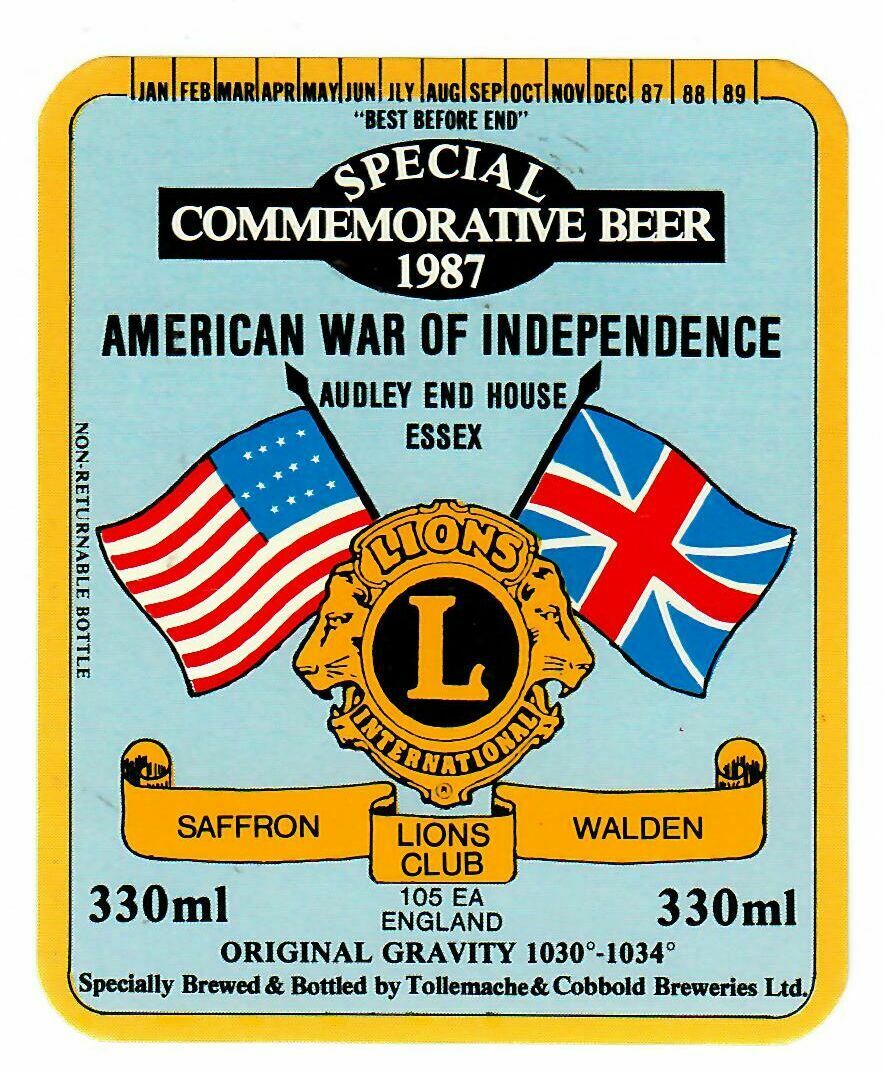 JAN FEB MAR APR MAY JUN JLY AUG SEP OCT NOV DEC 87 88 89
"BEST BEFORE END"
SPECIAL
COMMEMORATIVE BEER
1987
AMERICAN WAR OF INDEPENDENCE
AUDLEY END HOUSE
ESSEX
NON-RETURNABLE BOTTLE
LIONS
L
INTERNATIONAL
®
SAFFRON LIONS CLUB WALDEN
105 EA
ENGLAND
330ml 330ml
ORIGINAL GRAVITY 1030°-1034°
Specially Brewed & Bottled by Tollemache & Cobbold Breweries Ltd.